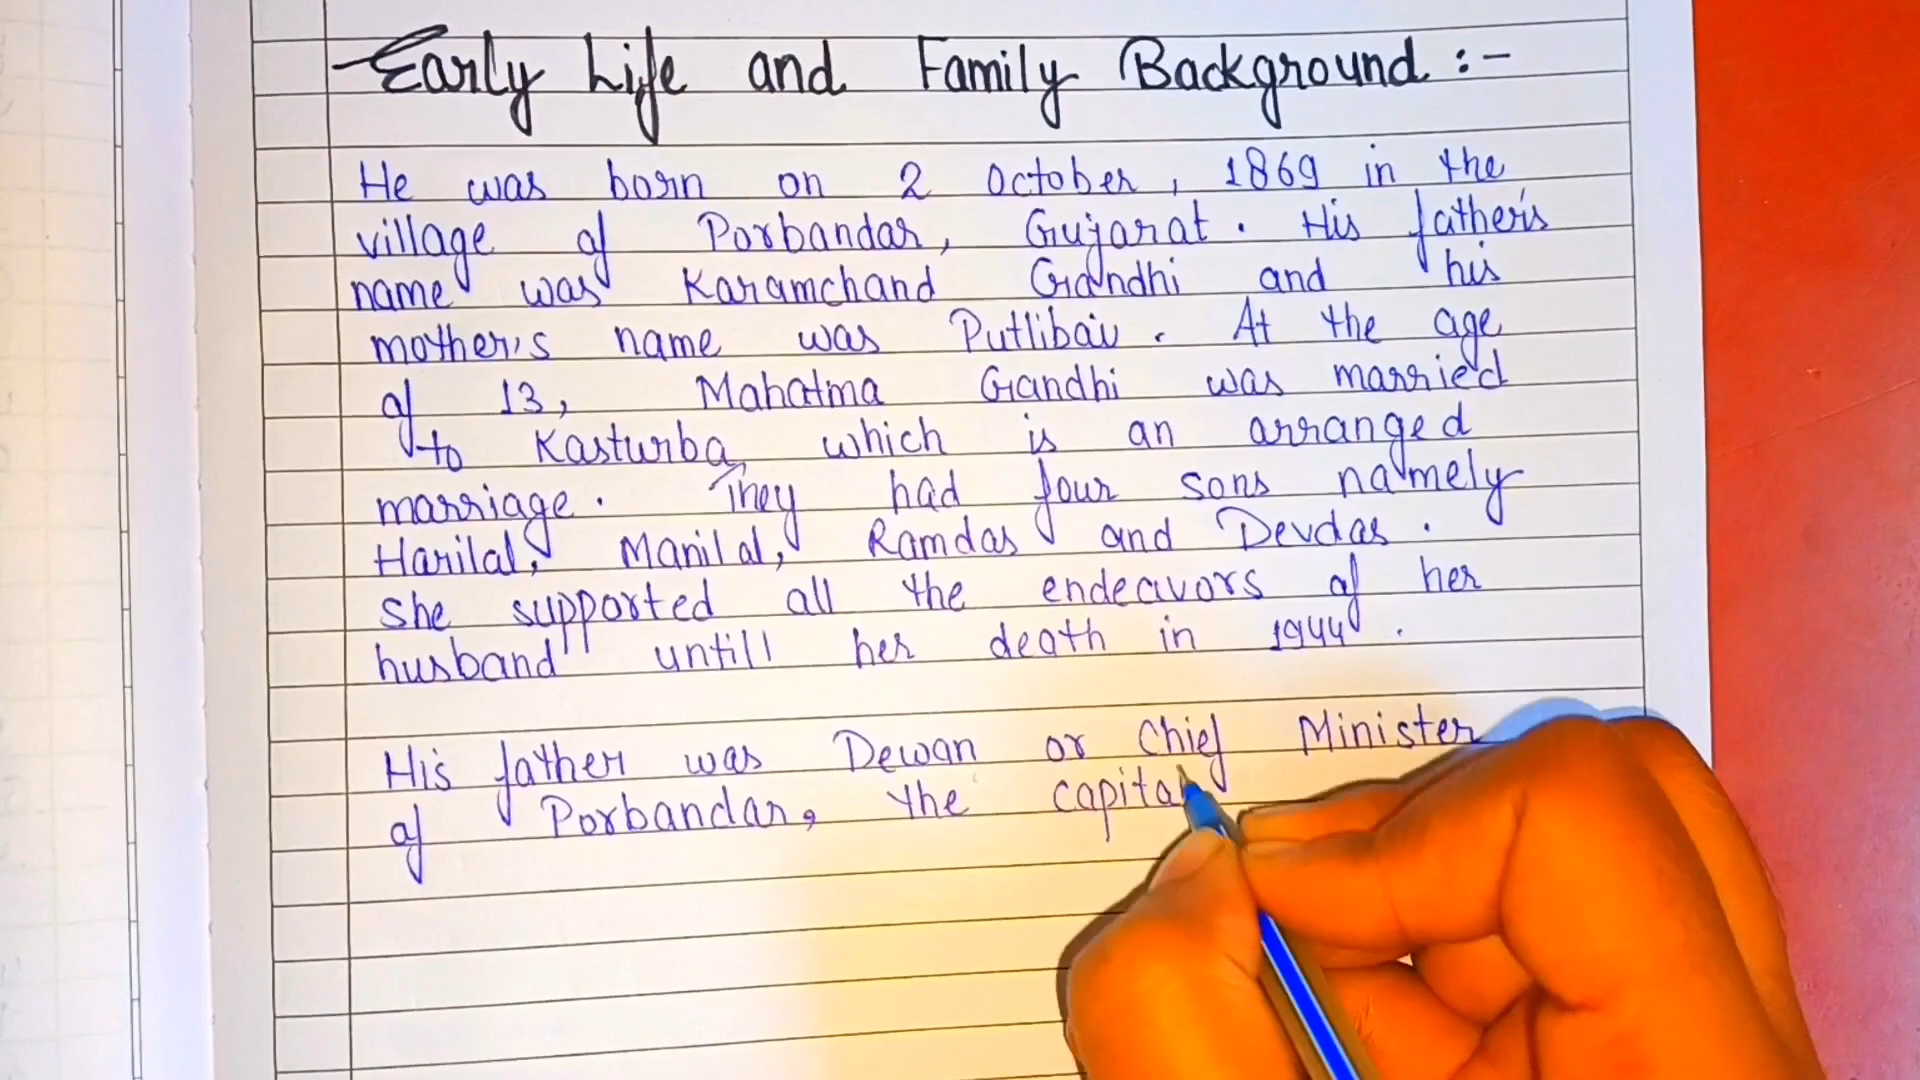 Early Life and Family Background :-
He was born on 2 October, 1869 in the
village of Porbandar, Gujarat. His father's
name was Karamchand Gandhi and his
mother's name was Putlibai. At the age
of 13, Mahatma Gandhi was married
to Kasturba, which is an arranged
marriage. They had four sons namely
Harilal, Manilal, Ramdas and Devdas.
She supported all the endeavors of her
husband untill her death in 1944.
His father was Dewan or Chief Minister
of Porbandar, the capital